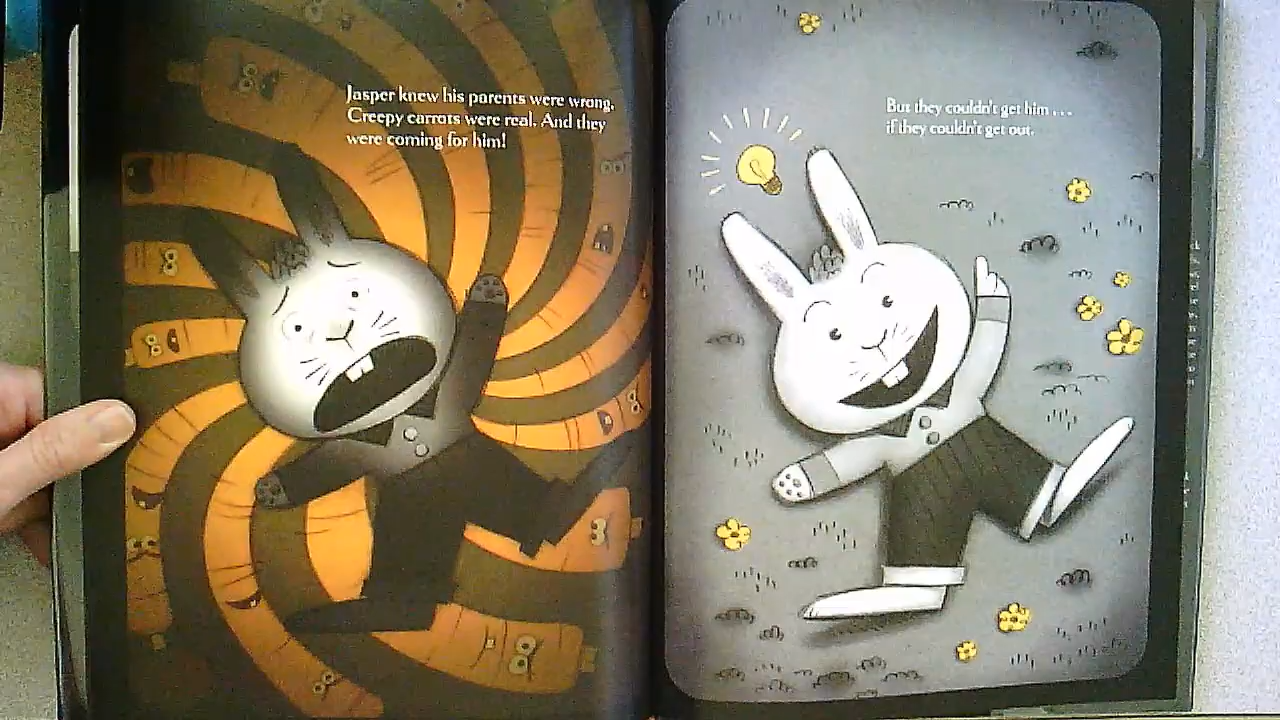 Jasper knew his parents were wrong.
Creepy carrots were real. And they
were coming for him!
But they couldn't get him . . .
if they couldn't get out.